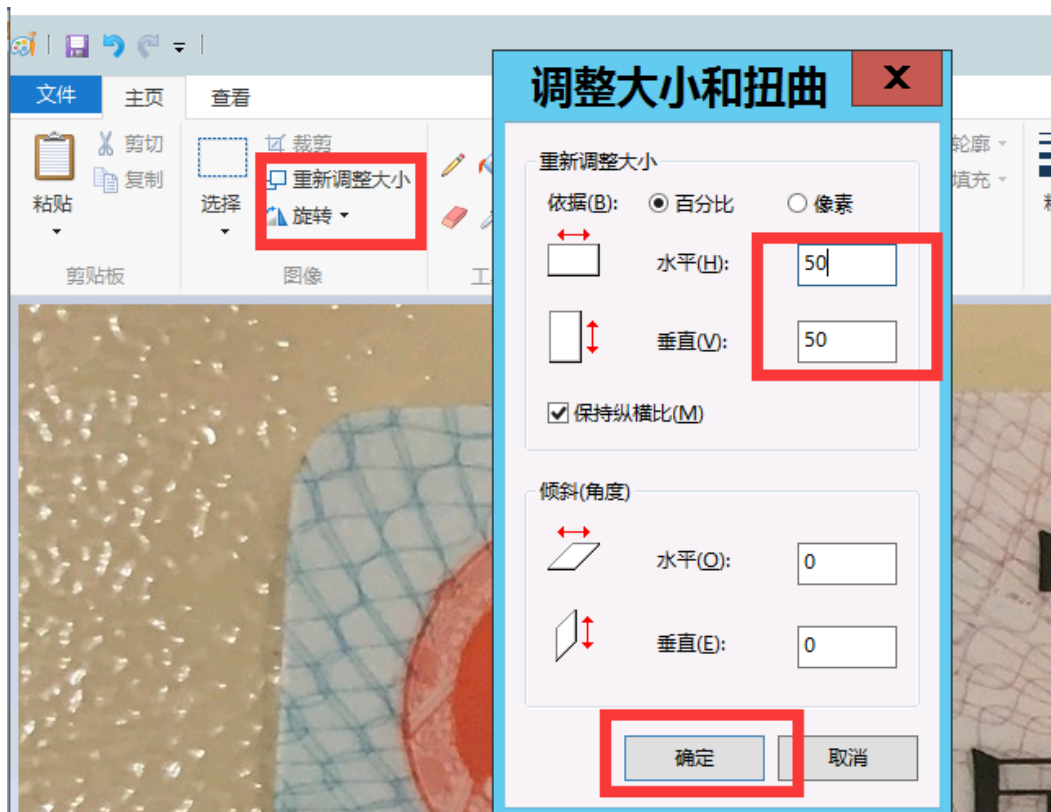 调整大小和扭曲 X
文件 主页 查看
重新调整大小
剪切
裁剪
轮廓
复制
重新调整大小
填充
依据(B): 百分比 像素
粘贴
选择
旋转
水平(H): 50
剪贴板
图像
垂直(V): 50
保持纵横比(M)
倾斜(角度)
水平(O): 0
垂直(E): 0
确定 取消